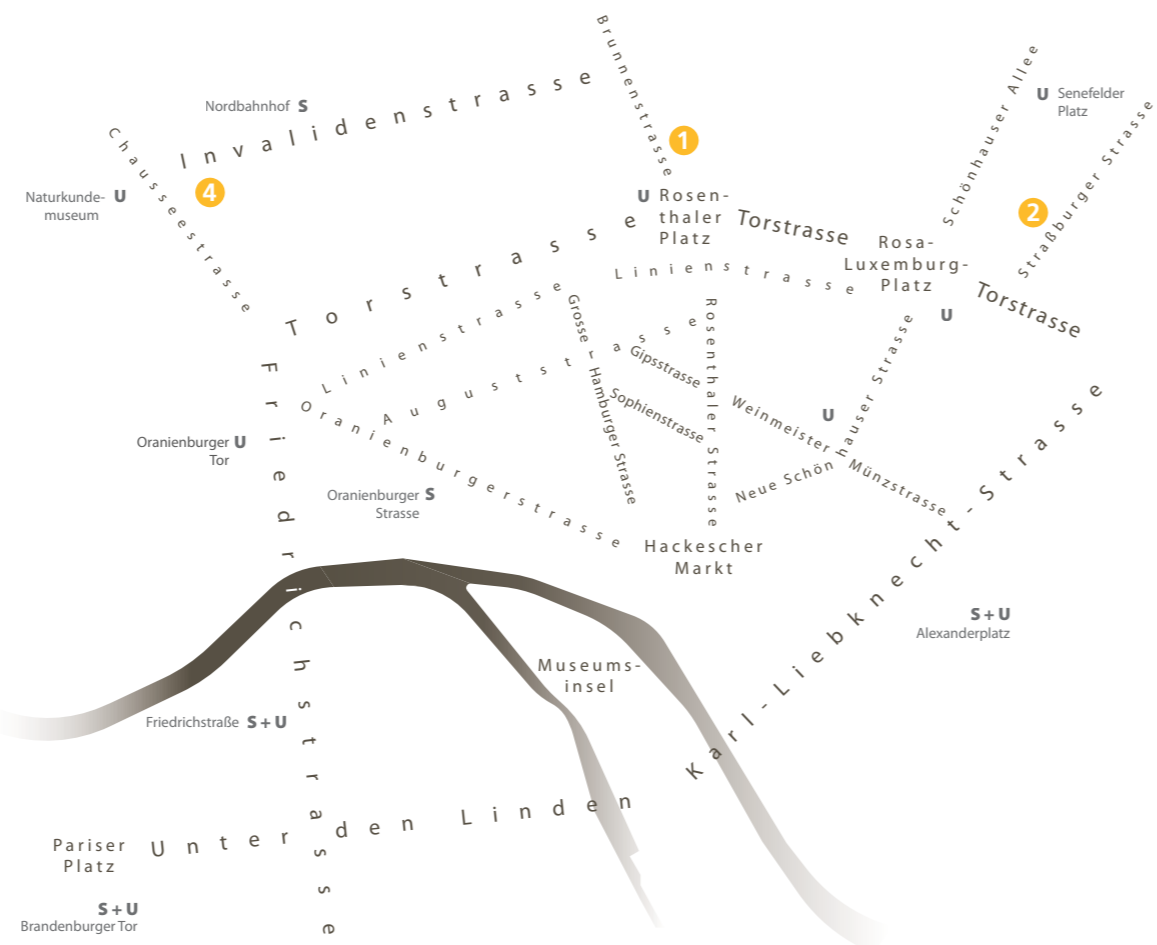 Brunnenstrasse
Schönhauser Allee
Nordbahnhof S
Invalidenstrasse
U Senefelder
Platz
Straßburger Strasse
Chausseestrasse
1
4
2
Naturkunde- U
museum
U Rosen-
thaler
Platz
Torstrasse
Torstrasse
Rosa-
Luxemburg-
Platz
Torstrasse
U
Linienstrasse
Linienstrasse
Auguststrasse
Grosse - Hamburger Strasse
Gipsstrasse
Sophienstrasse
Rosenthaler Strasse
Weinmeister
U
Neue Schön
hauser Strasse
Münzstrasse
Oranienburgerstrasse
Friedrichstrasse
Oranienburger U
Tor
Oranienburger S
Strasse
Hackescher
Markt
Karl-Liebknecht-Strasse
S + U
Alexanderplatz
Museums-
insel
Friedrichstraße S + U
Unter den Linden
Pariser
Platz
S + U
Brandenburger Tor